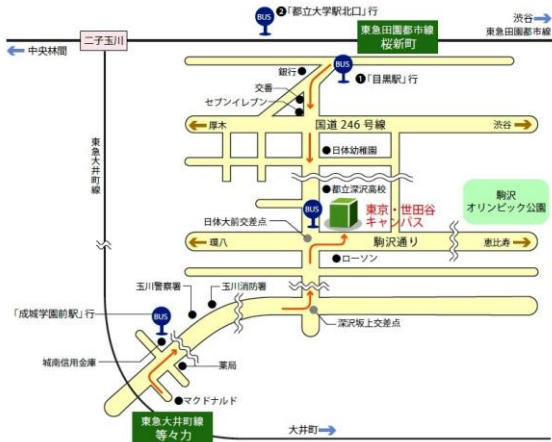 BUS
❷「都立大学駅北口」行
渋谷
東急田園都市線
東急田園都市線
桜新町
二子玉川
中央林間
銀行
BUS
❶「目黒駅」行
交番
セブンイレブン
厚木
国道 246 号線
渋谷
東急大井町線
日体幼稚園
都立深沢高校
BUS
東京・世田谷
キャンパス
駒沢
オリンピック公園
日体大前交差点
環八
駒沢通り
恵比寿
ローソン
玉川警察署
玉川消防署
「成城学園前駅」行
BUS
深沢坂上交差点
城南信用金庫
薬局
マクドナルド
東急大井町線
等々力
大井町